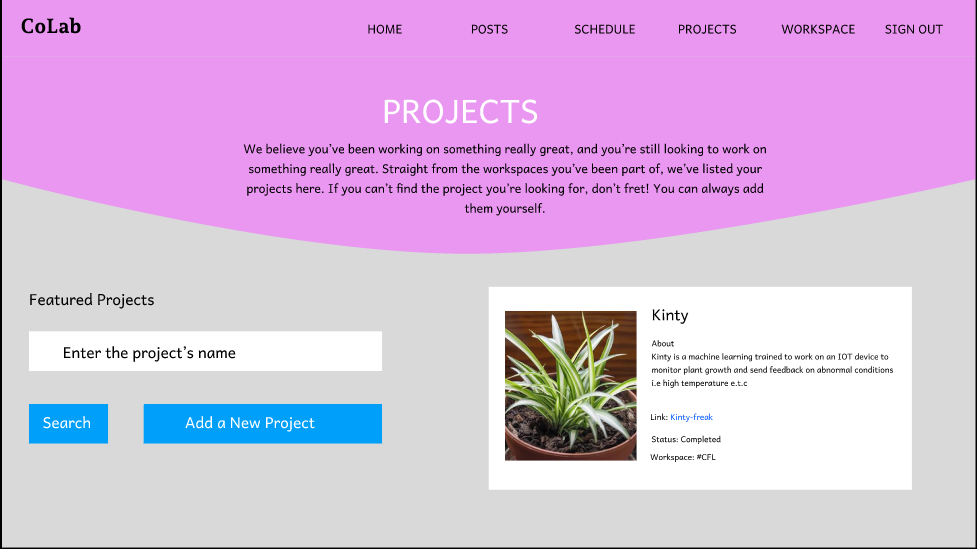 CoLab
HOME POSTS SCHEDULE PROJECTS WORKSPACE SIGN OUT
PROJECTS
We believe you've been working on something really great, and you're still looking to work on
something really great. Straight from the workspaces you've been part of, we've listed your
projects here. If you can't find the project you're looking for, don't fret! You can always add
them yourself.
Featured Projects
Enter the project's name
Search
Add a New Project
Kinty
About
Kinty is a machine learning trained to work on an IOT device to
monitor plant growth and send feedback on abnormal conditions
i.e high temperature e.t.c
Link: Kinty-freak
Status: Completed
Workspace: #CFL